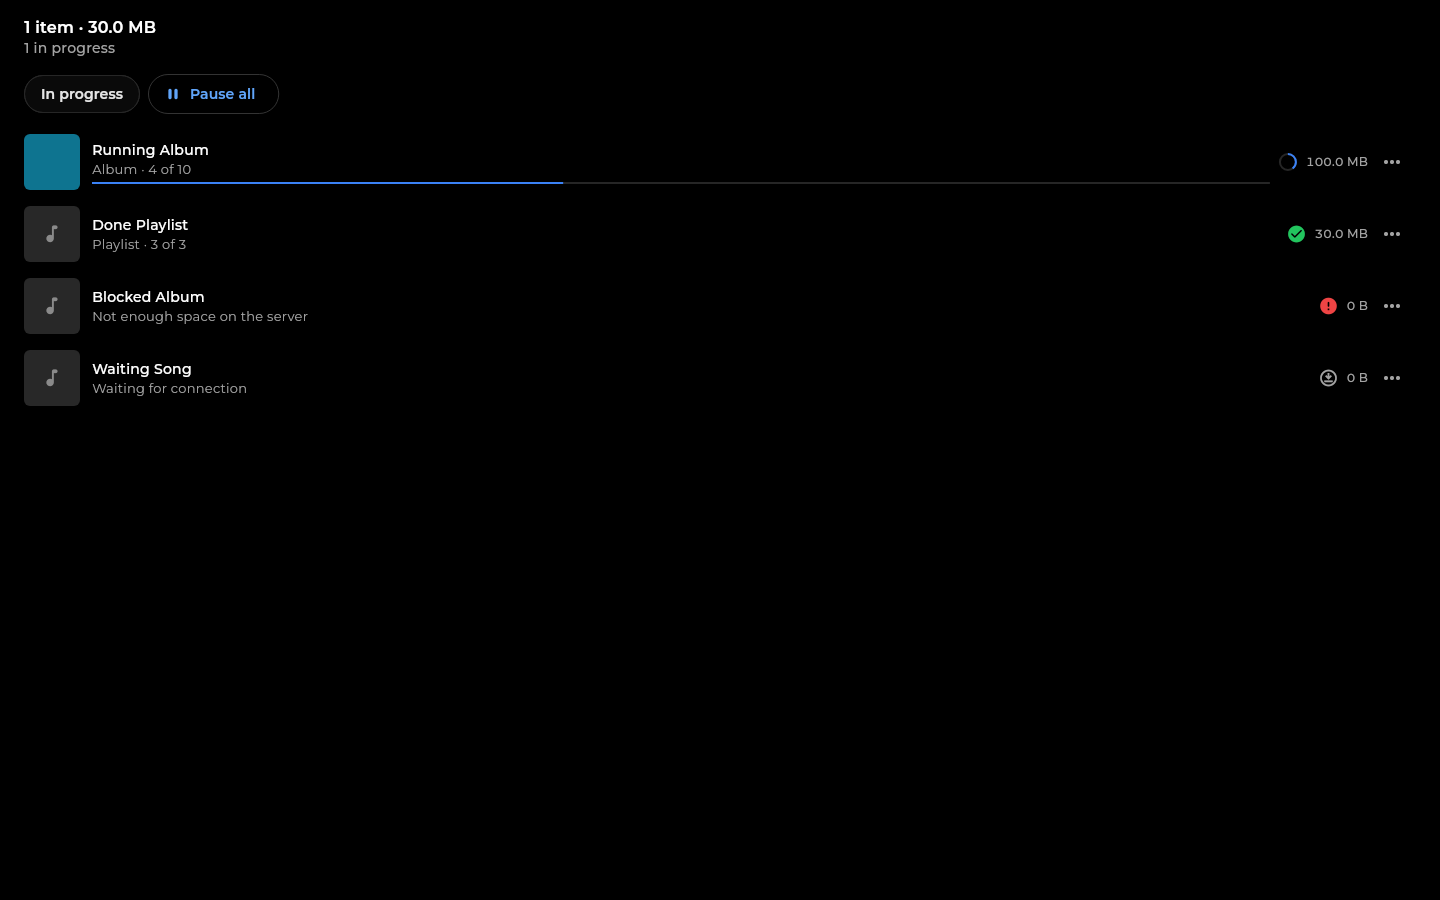 1 item · 30.0 MB
1 in progress
In progress
Pause all
Running Album
Album · 4 of 10
100.0 MB
Done Playlist
Playlist · 3 of 3
30.0 MB
Blocked Album
Not enough space on the server
0 B
Waiting Song
Waiting for connection
0 B